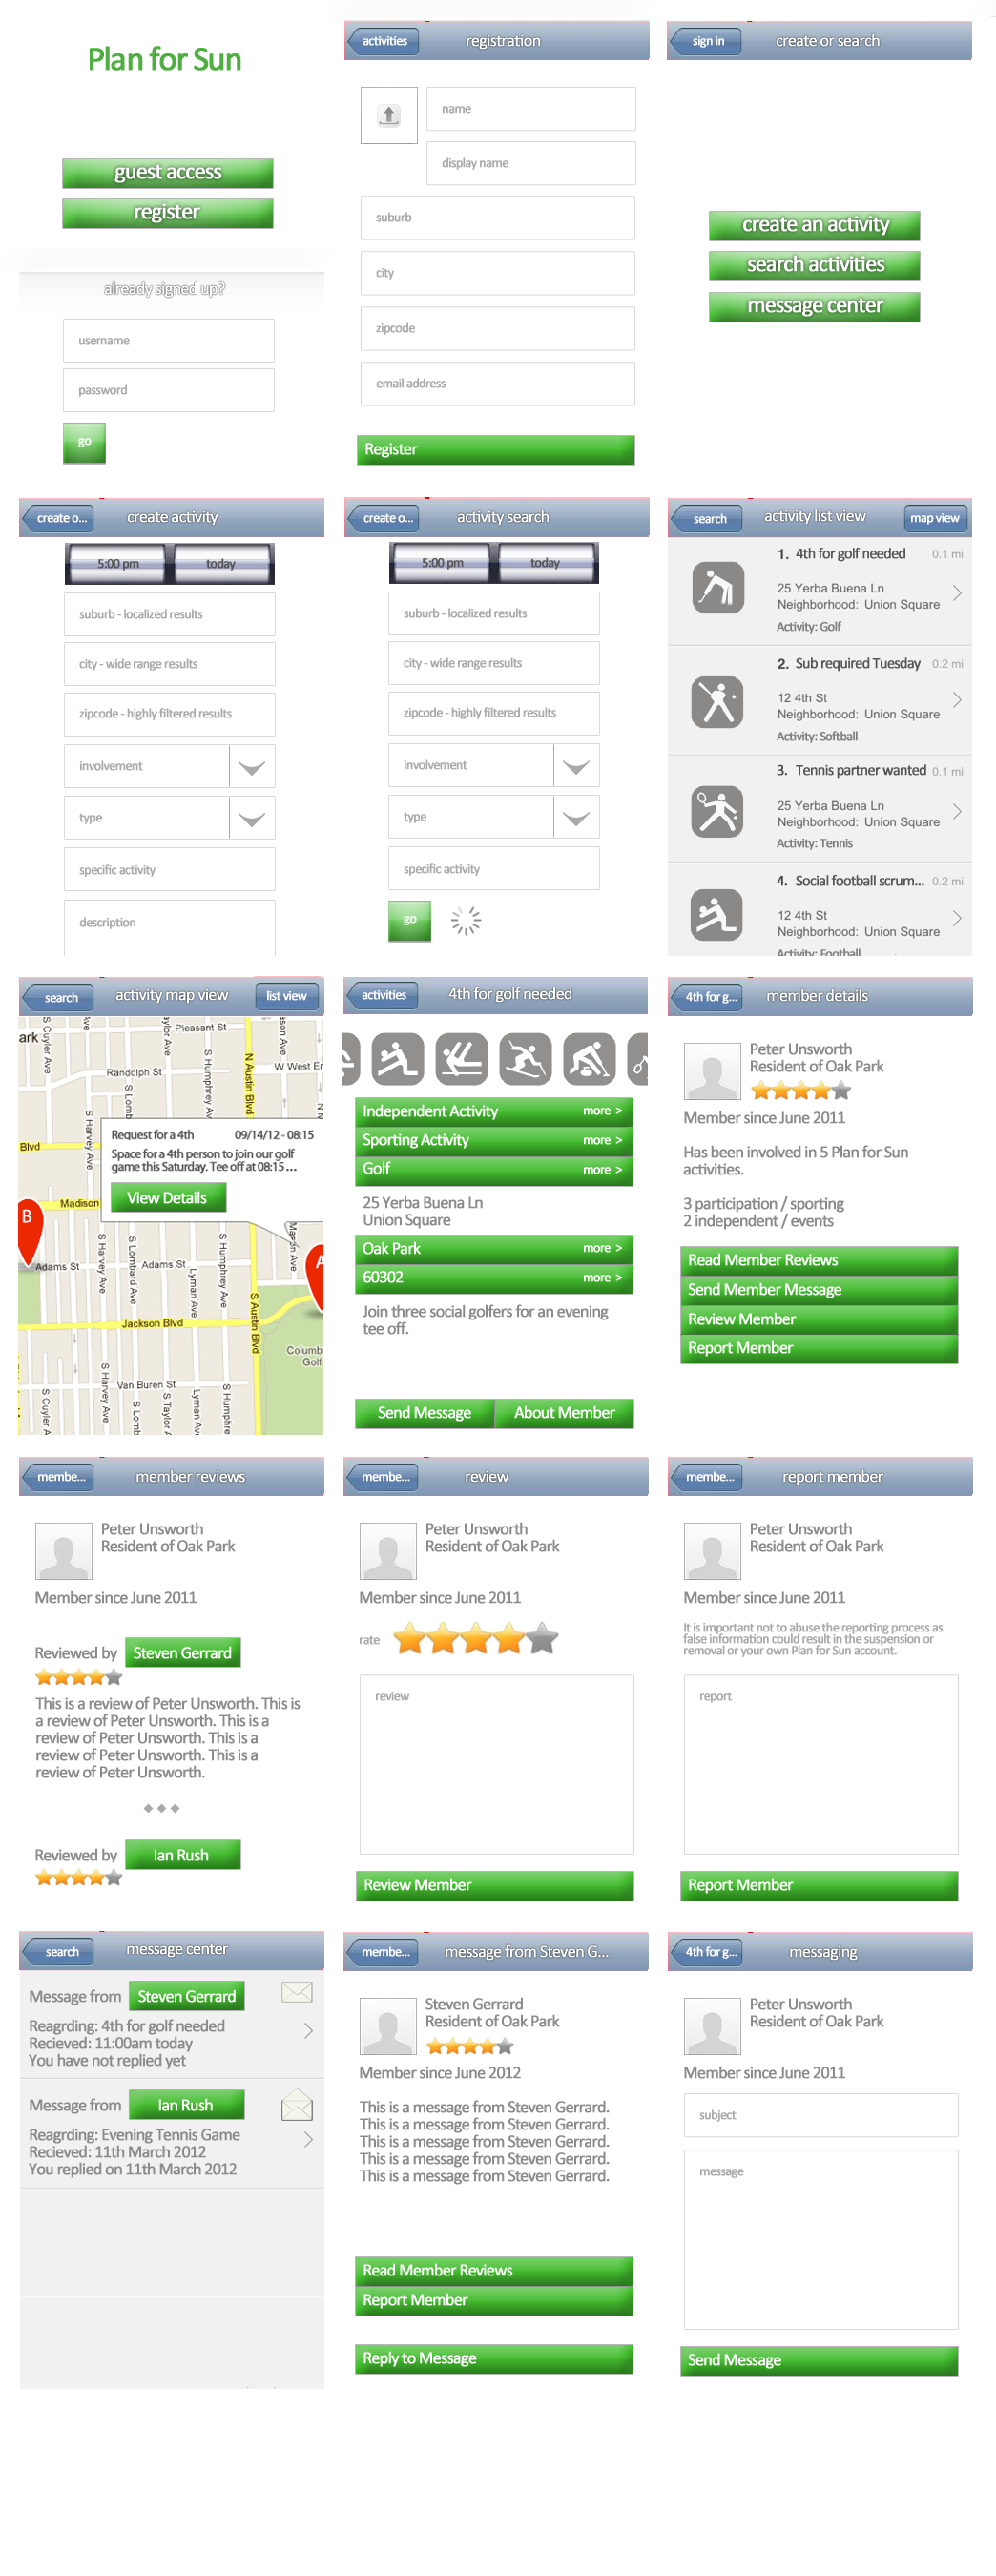 Plan for Sun
guest access
register
already signed up?
username
password
go
activities
registration
name
display name
suburb
city
zipcode
email address
Register
sign in
create or search
create an activity
search activities
message center
create o...
create activity
5:00 pm
today
suburb - localized results
city - wide range results
zipcode - highly filtered results
involvement
type
specific activity
description
create o...
activity search
5:00 pm
today
suburb - localized results
city - wide range results
zipcode - highly filtered results
involvement
type
specific activity
go
search
activity list view
map view
1. 4th for golf needed 0.1 mi
25 Yerba Buena Ln
Neighborhood: Union Square
Activity: Golf
2. Sub required Tuesday 0.2 mi
12 4th St
Neighborhood: Union Square
Activity: Softball
3. Tennis partner wanted 0.1 mi
25 Yerba Buena Ln
Neighborhood: Union Square
Activity: Tennis
4. Social football scrum... 0.2 mi
12 4th St
Neighborhood: Union Square
Activity: Football
search
activity map view
list view
ark
S Cuyler Ave
Pleasant St
Randolph St
S Humphrey Av
N Austin Blvd
W West
S Harvey Ave
Blvd
Request for a 4th 09/14/12 - 08:15
Space for a 4th person to join our golf
game this Saturday. Tee off at 08:15...
View Details
Madison
B
A
Adams St
Adams St
S Harvey Ave
S Lombard Ave
Lyman Ave
S Austin Blvd
Jackson Blvd
Columb
Golf
Van Buren St
S Cuyler Av
S Harvey Ave
Lyman Ave
S Humphre
activities
4th for golf needed
Independent Activity more >
Sporting Activity more >
Golf more >
25 Yerba Buena Ln
Union Square
Oak Park more >
60302 more >
Join three social golfers for an evening
tee off.
Send Message
About Member
4th for g...
member details
Peter Unsworth
Resident of Oak Park
Member since June 2011
Has been involved in 5 Plan for Sun
activities.
3 participation / sporting
2 independent / events
Read Member Reviews
Send Member Message
Review Member
Report Member
membe...
member reviews
Peter Unsworth
Resident of Oak Park
Member since June 2011
Reviewed by Steven Gerrard
This is a review of Peter Unsworth. This is
a review of Peter Unsworth. This is a
review of Peter Unsworth. This is a
review of Peter Unsworth. This is a
review of Peter Unsworth.
Reviewed by Ian Rush
membe...
review
Peter Unsworth
Resident of Oak Park
Member since June 2011
rate
review
Review Member
membe...
report member
Peter Unsworth
Resident of Oak Park
Member since June 2011
It is important not to abuse the reporting process as
false information could result in the suspension or
removal or your own Plan for Sun account.
report
Report Member
search
message center
Message from Steven Gerrard
Reagrding: 4th for golf needed
Recieved: 11:00am today
You have not replied yet
Message from Ian Rush
Reagrding: Evening Tennis Game
Recieved: 11th March 2012
You replied on 11th March 2012
membe...
message from Steven G...
Steven Gerrard
Resident of Oak Park
Member since June 2012
This is a message from Steven Gerrard.
This is a message from Steven Gerrard.
This is a message from Steven Gerrard.
This is a message from Steven Gerrard.
This is a message from Steven Gerrard.
Read Member Reviews
Report Member
Reply to Message
4th for g...
messaging
Peter Unsworth
Resident of Oak Park
Member since June 2011
subject
message
Send Message